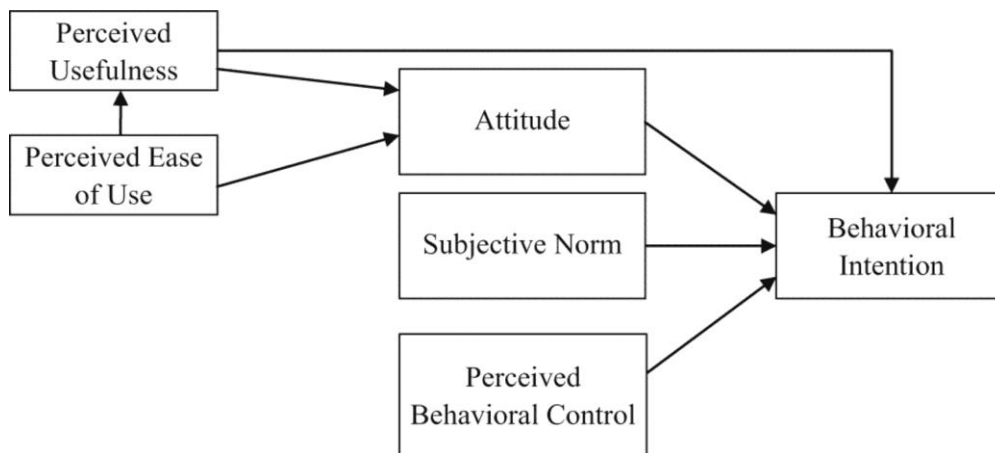 Perceived
Usefulness
Perceived Ease
of Use
Attitude
Subjective Norm
Perceived
Behavioral Control
Behavioral
Intention